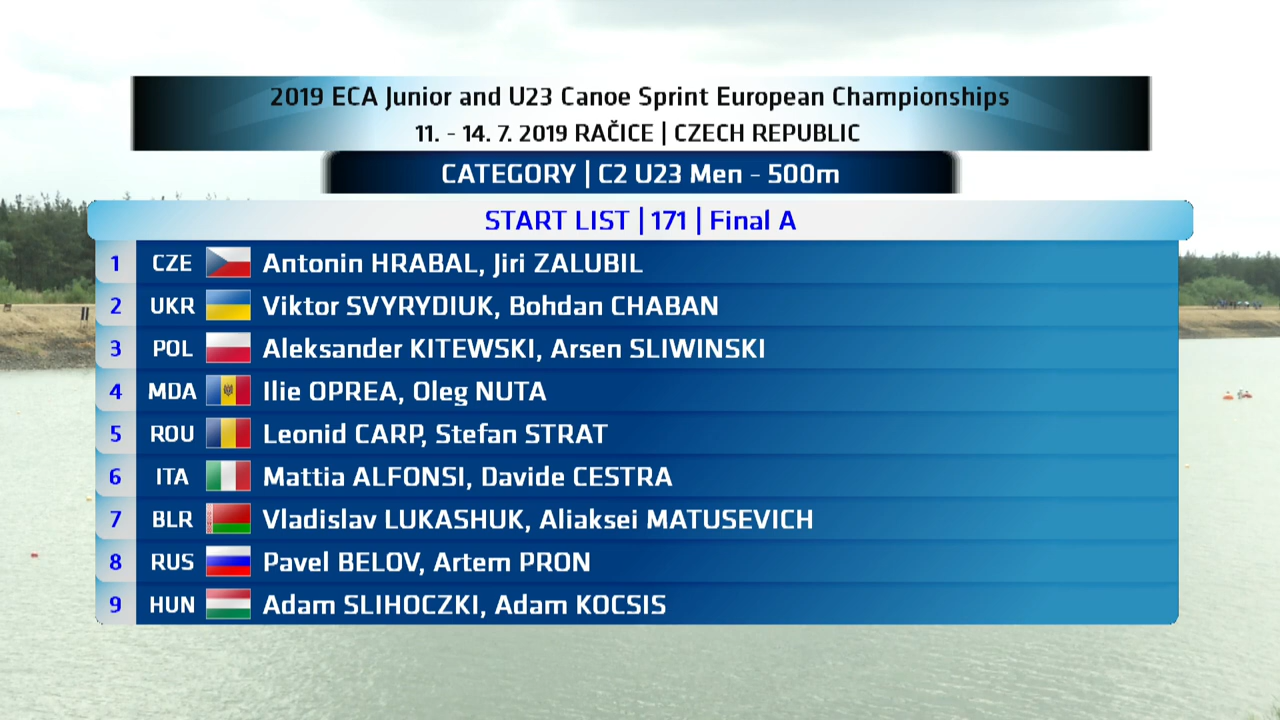 2019 ECA Junior and U23 Canoe Sprint European Championships
11. - 14. 7. 2019 RAČICE | CZECH REPUBLIC
CATEGORY | C2 U23 Men - 500m
START LIST | 171 | Final A
1 CZE Antonin HRABAL, Jiri ZALUBIL
2 UKR Viktor SVYRYDIUK, Bohdan CHABAN
3 POL Aleksander KITEWSKI, Arsen SLIWINSKI
4 MDA Ilie OPREA, Oleg NUTA
5 ROU Leonid CARP, Stefan STRAT
6 ITA Mattia ALFONSI, Davide CESTRA
7 BLR Vladislav LUKASHUK, Aliaksei MATUSEVICH
8 RUS Pavel BELOV, Artem PRON
9 HUN Adam SLIHOCZKI, Adam KOCSIS